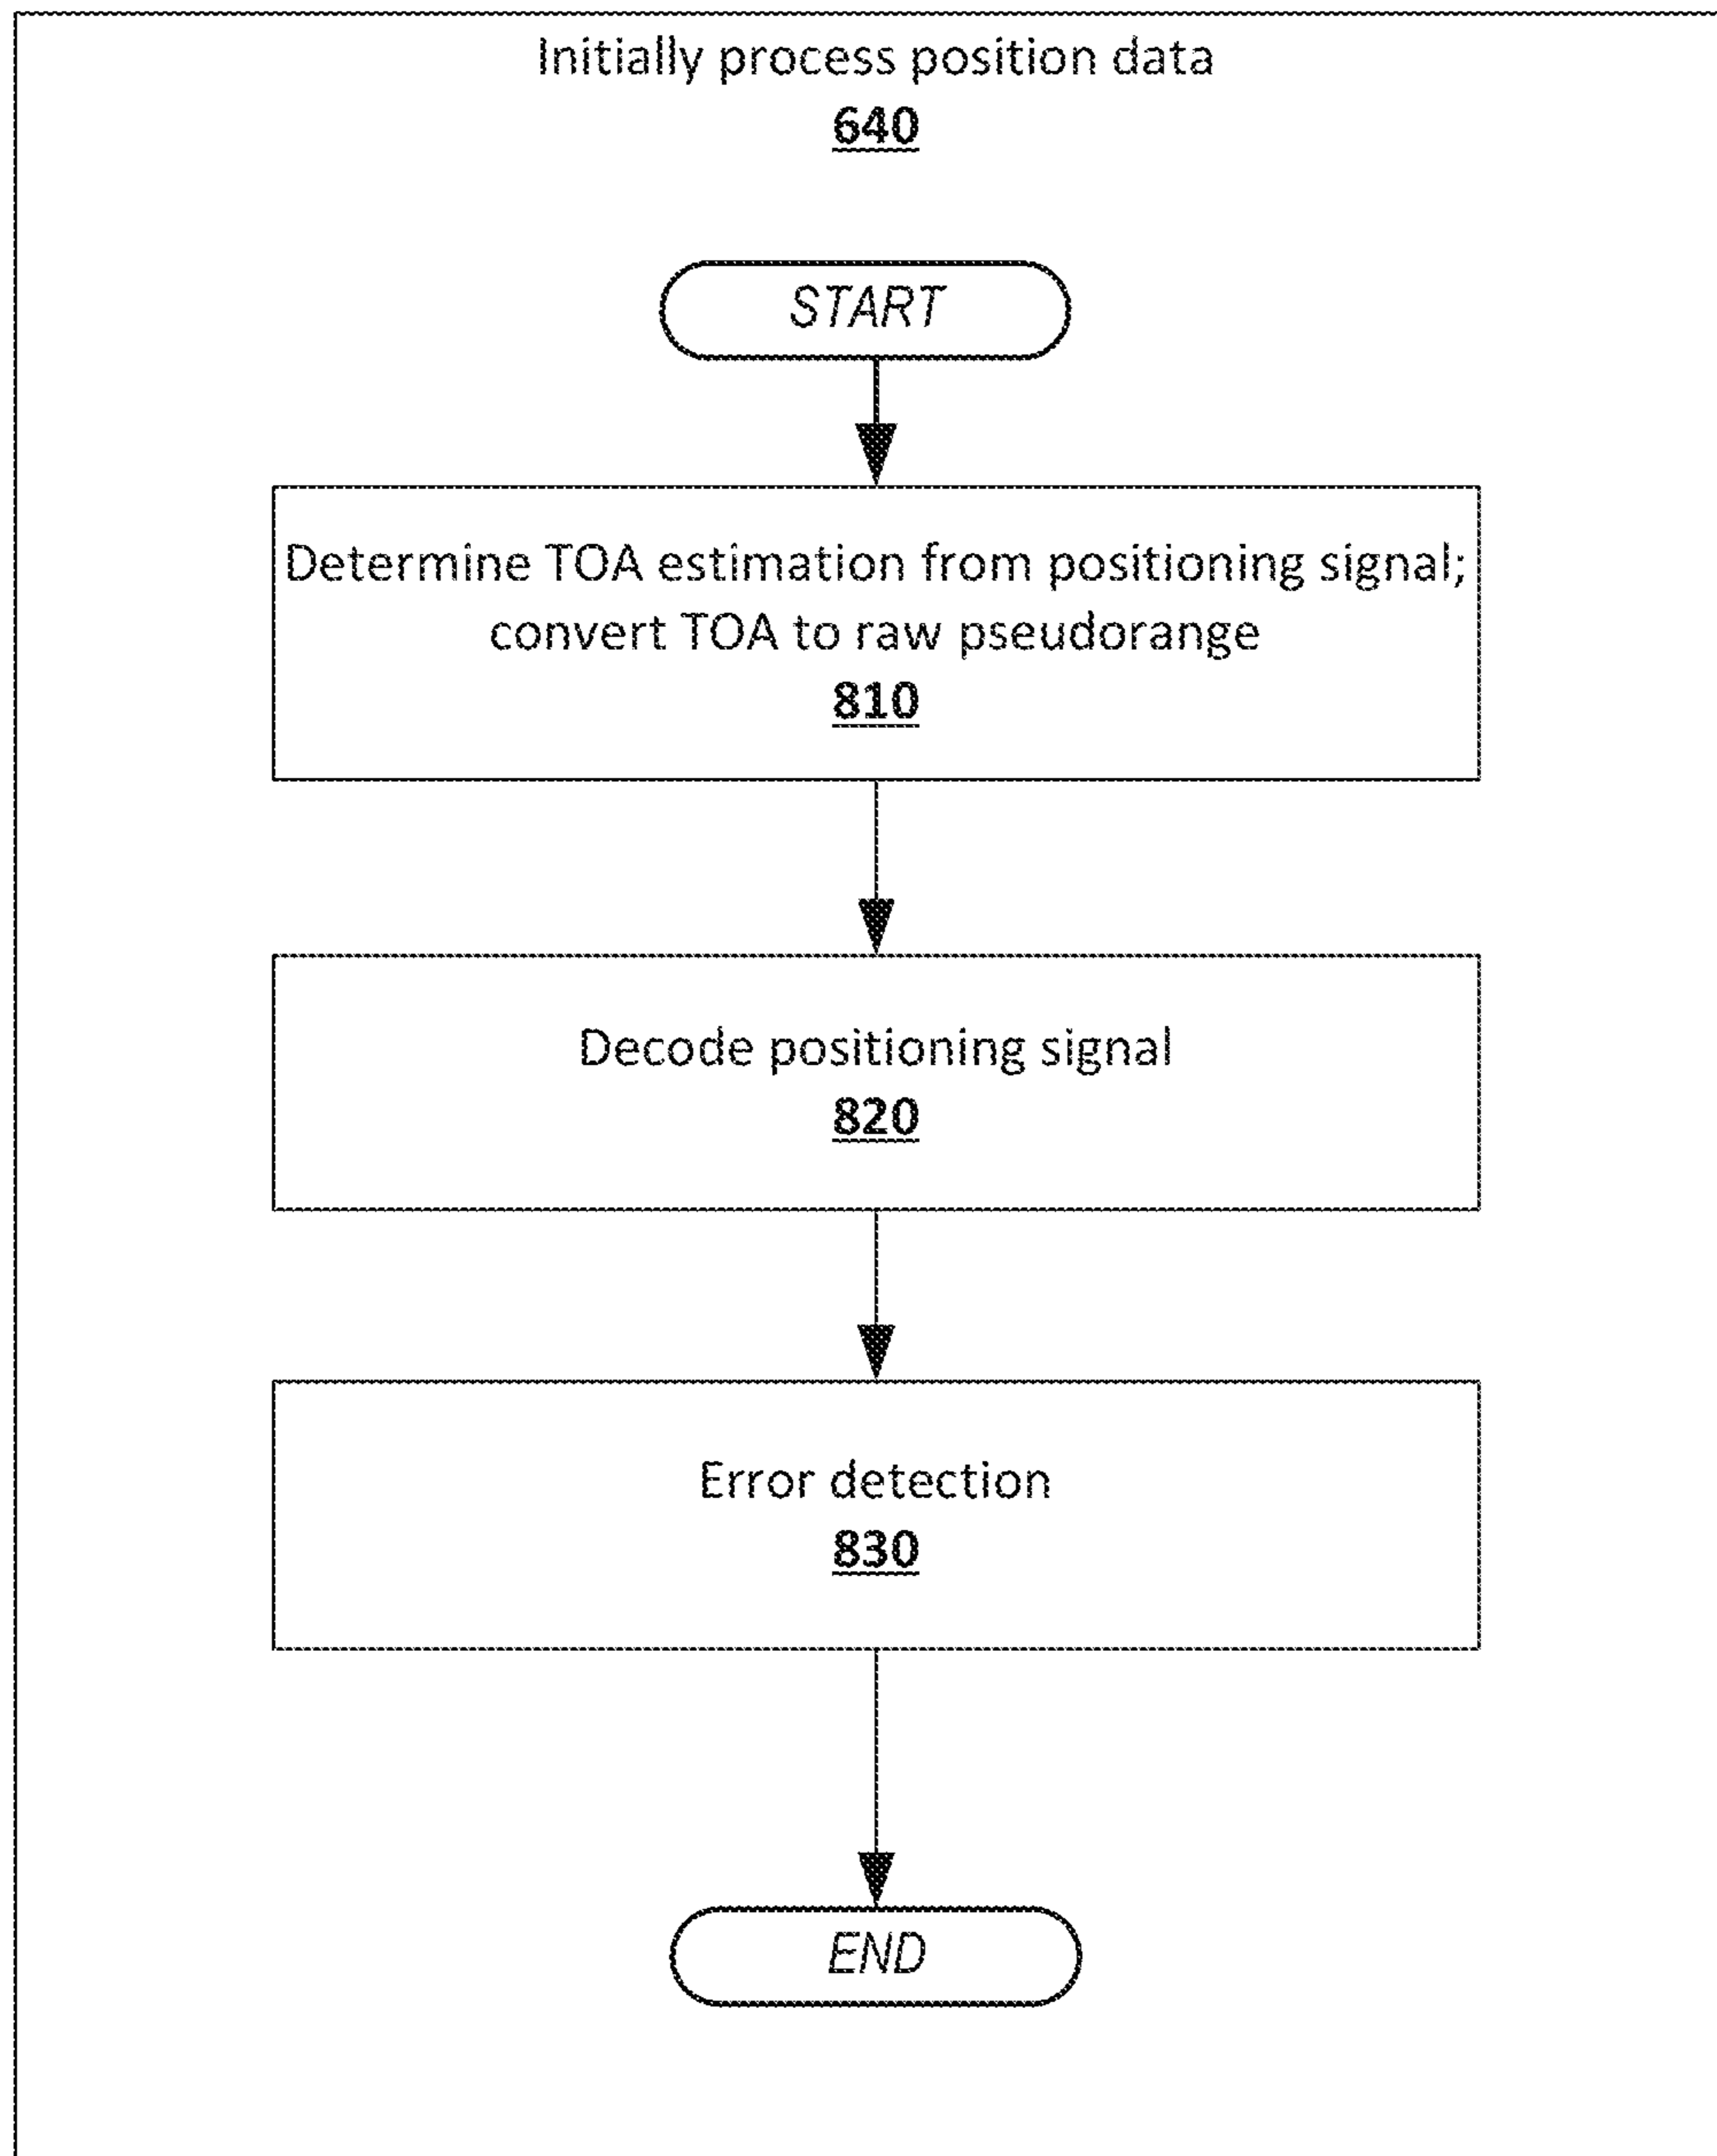 Initially process position data
640
START
Determine TOA estimation from positioning signal;
convert TOA to raw pseudorange
810
Decode positioning signal
820
Error detection
830
END